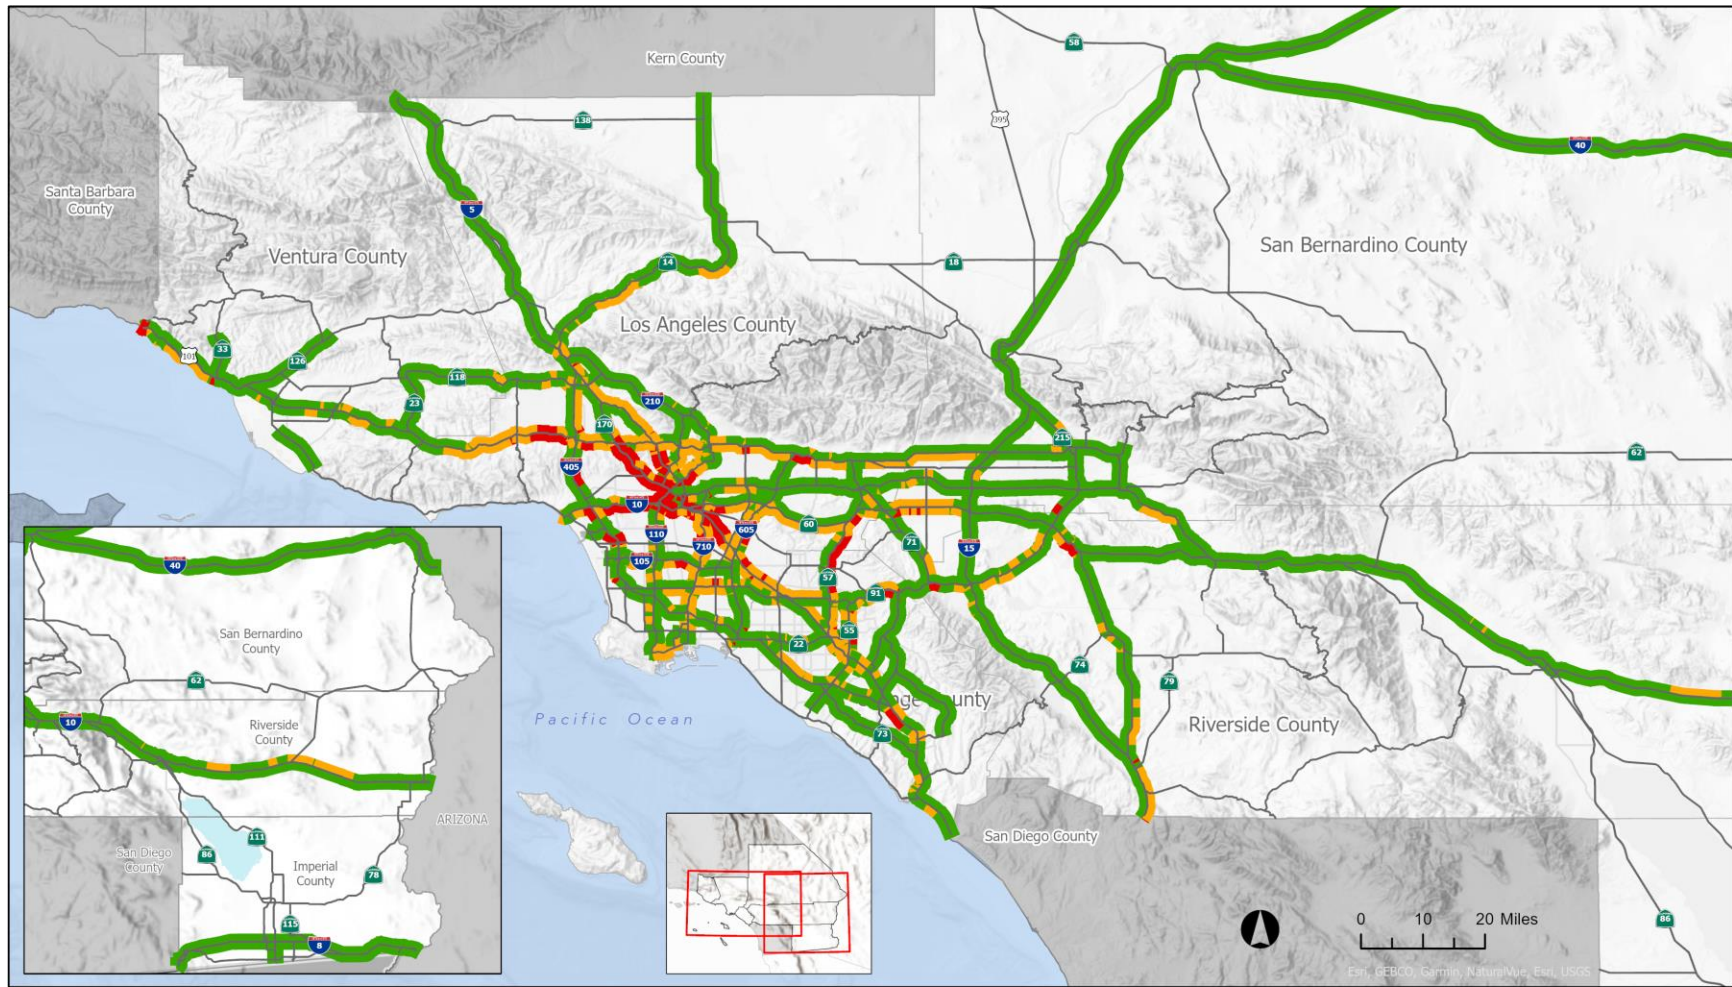 Kern County
58
138
395
40
Santa Barbara
County
5
San Bernardino County
Ventura County
14
18
Los Angeles County
101
33
126
118
23
210
170
215
405
62
10
605
60
110
710
71
15
105
57
91
55
22
74
79
nge County
Riverside County
73
Pacific Ocean
San Diego County
86
0 10 20 Miles
Esri, GEBCO, Garmin, NaturalVue, Esri, USGS
40
San Bernardino
County
62
10
Riverside
County
ARIZONA
111
San Diego
County
86
Imperial
County
78
115
8